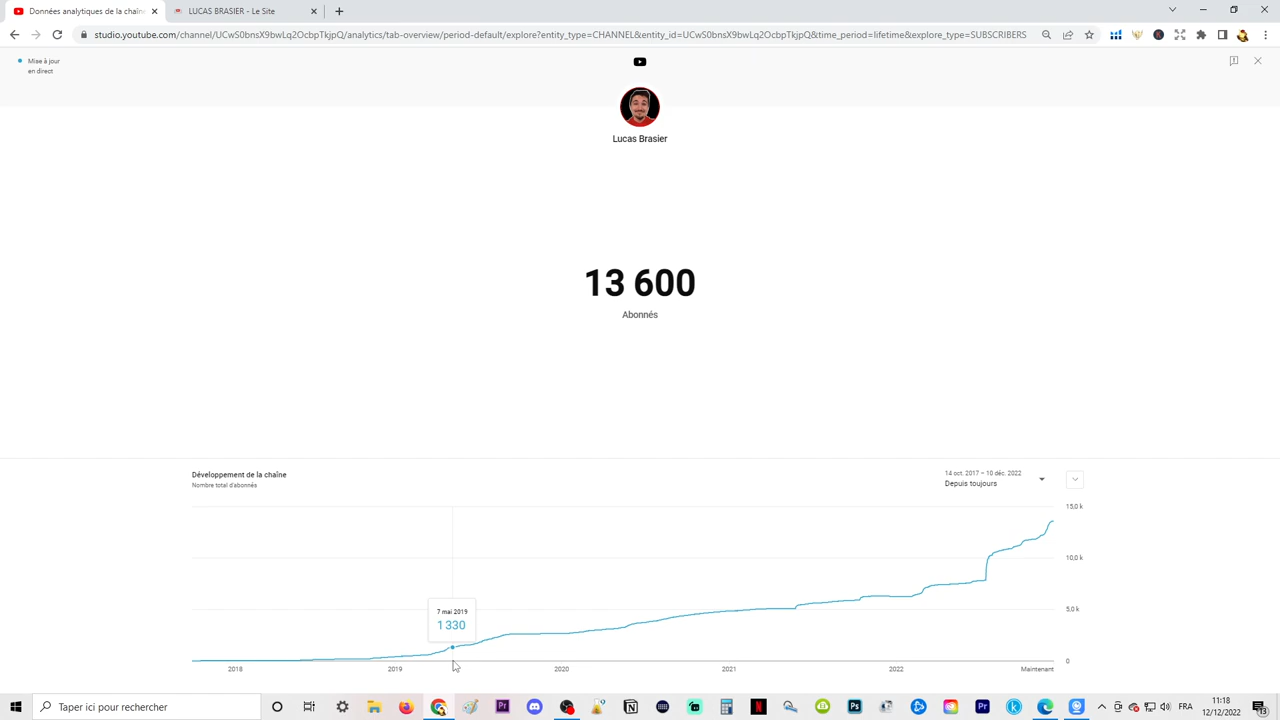 Données analytiques de la chaîn
LUCAS BRASIER - Le Site
studio.youtube.com/channel/UCwS0bnsX9bwLq2OcbpTkjpQ/analytics/tab-overview/period-default/explore?entity_type=CHANNEL&entity_id=UCwS0bnsX9bwLq2OcbpTkjpQ&time_period=lifetime&explore_type=SUBSCRIBERS
Mise à jour
en direct
Lucas Brasier
13 600
Abonnés
Développement de la chaîne
Nombre total d'abonnés
14 oct. 2017 – 10 déc. 2022
Depuis toujours
15,0 k
10,0 k
5,0 k
0
7 mai 2019
1 330
2018
2019
2020
2021
2022
Maintenant
Taper ici pour rechercher
FRA
11:18
12/12/2022